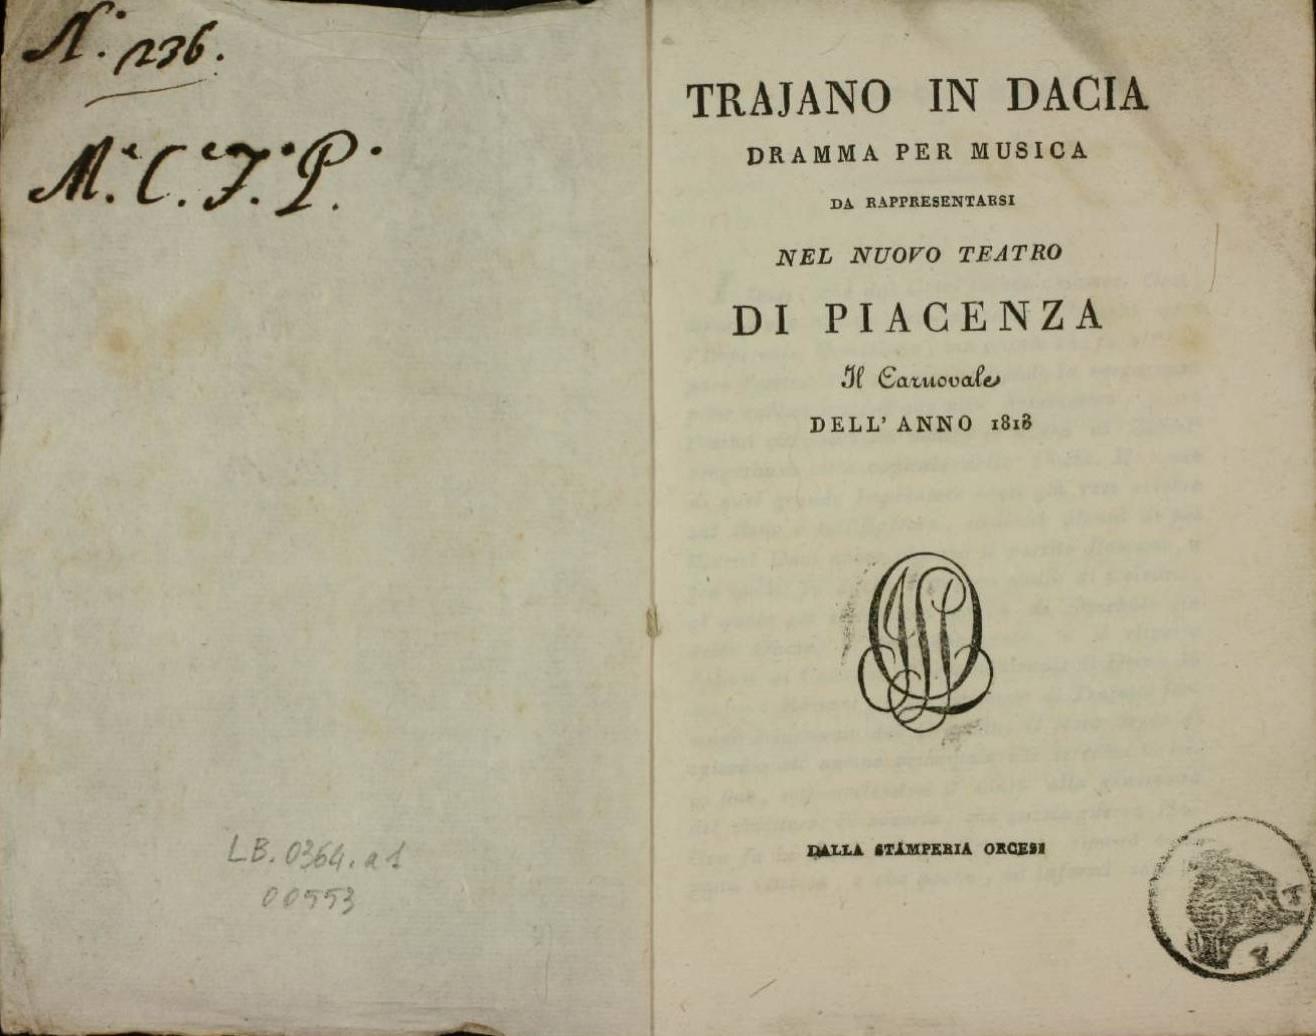 N.° 236.
M.e C.e F.o P.
LB. 0364. a 1
00553
TRAJANO IN DACIA
DRAMMA PER MUSICA
DA RAPPRESENTARSI
NEL NUOVO TEATRO
DI PIACENZA
Il Carnovale
DELL' ANNO 1818
DALLA STAMPERIA ORCESI